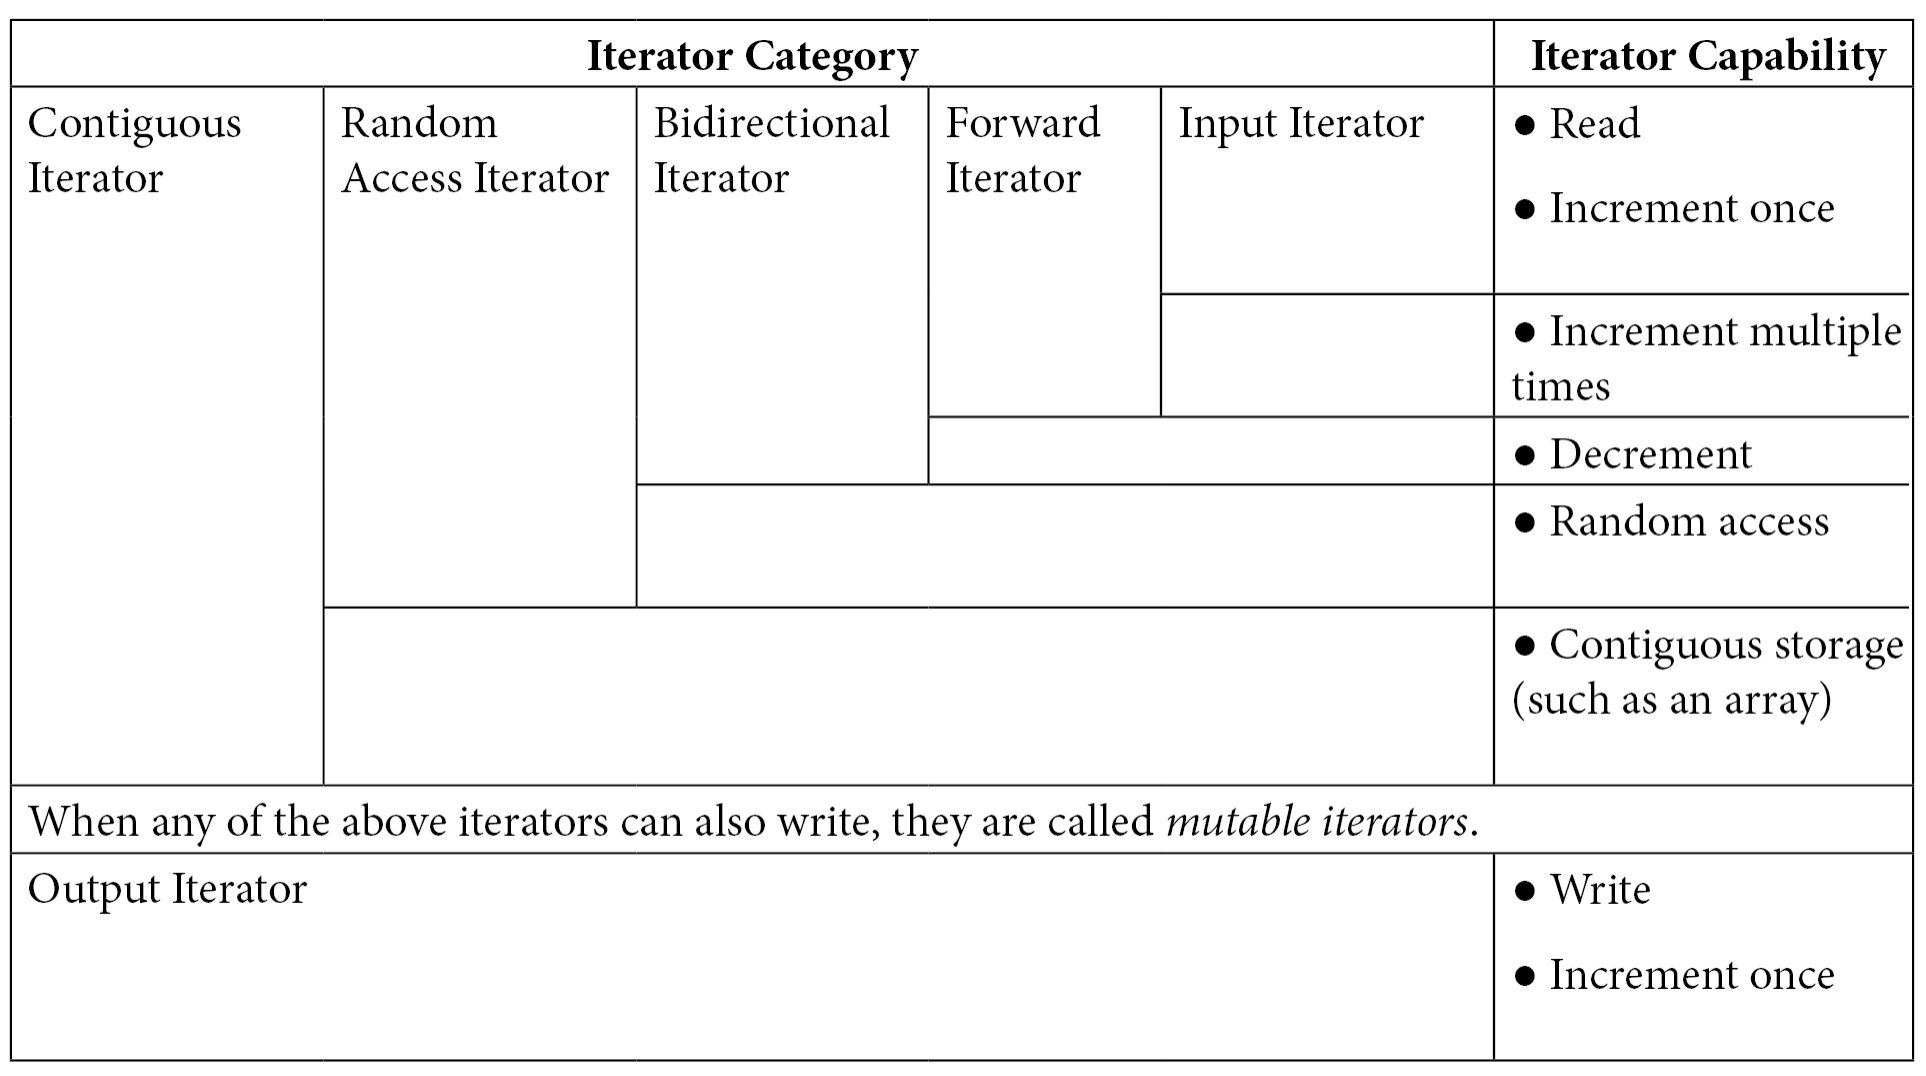 Iterator Category
Iterator Capability
Contiguous
Iterator
Random
Access Iterator
Bidirectional
Iterator
Forward
Iterator
Input Iterator
● Read
● Increment once
● Increment multiple
times
● Decrement
● Random access
● Contiguous storage
(such as an array)
When any of the above iterators can also write, they are called mutable iterators.
Output Iterator
● Write
● Increment once